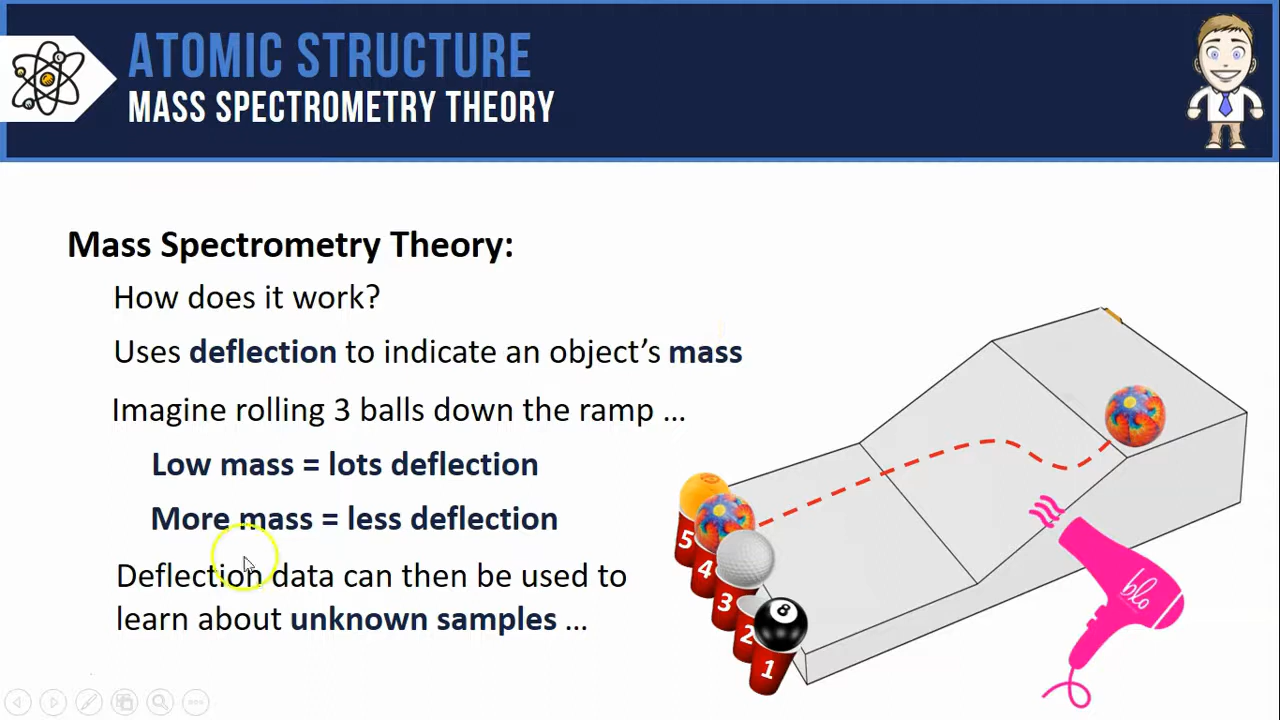 ATOMIC STRUCTURE
MASS SPECTROMETRY THEORY
Mass Spectrometry Theory:
How does it work?
Uses deflection to indicate an object’s mass
Imagine rolling 3 balls down the ramp …
Low mass = lots deflection
More mass = less deflection
Deflection data can then be used to
learn about unknown samples …
5
4
3
2
1
8
blo